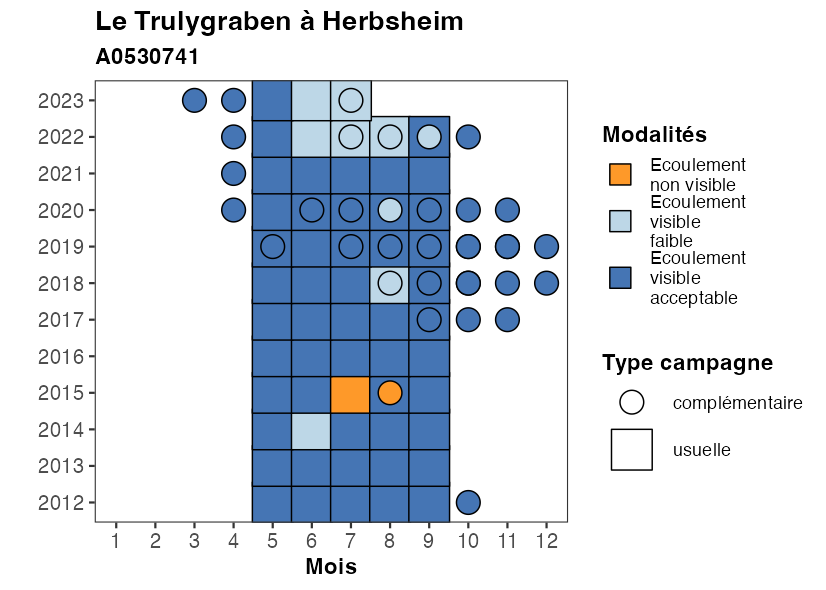 Le Trulygraben à Herbsheim
A0530741
2023
2022
2021
2020
2019
2018
2017
2016
2015
2014
2013
2012
1 2 3 4 5 6 7 8 9 10 11 12
Mois
Modalités
Ecoulement
non visible
Ecoulement
visible
faible
Ecoulement
visible
acceptable
Type campagne
complémentaire
usuelle